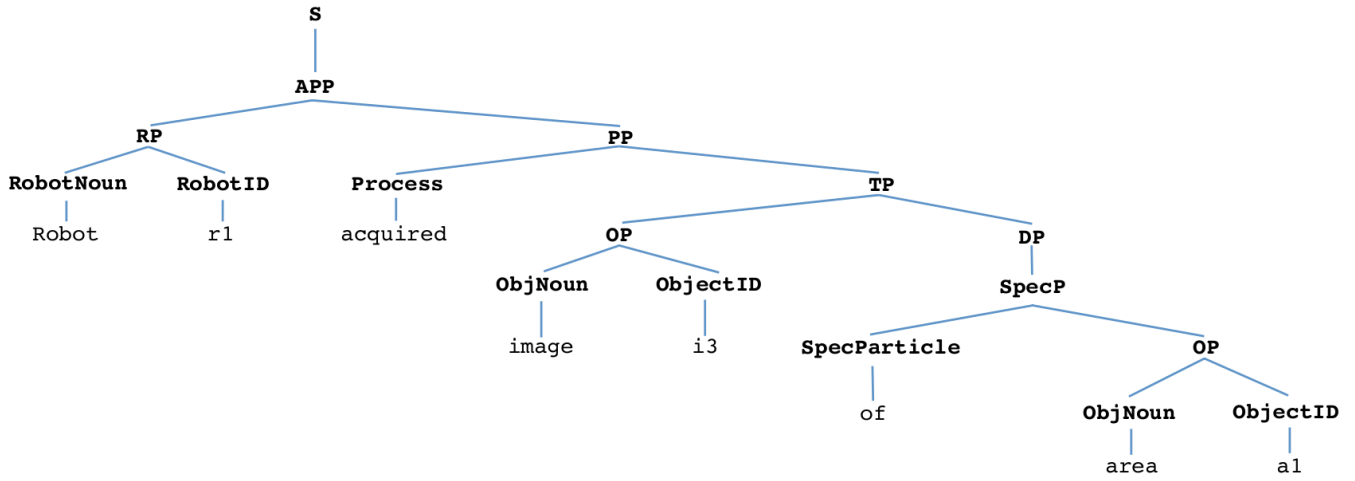 S
APP
RP PP
RobotNoun RobotID Process TP
Robot r1 acquired OP DP
ObjNoun ObjectID SpecP
image i3 SpecParticle OP
of ObjNoun ObjectID
area a1